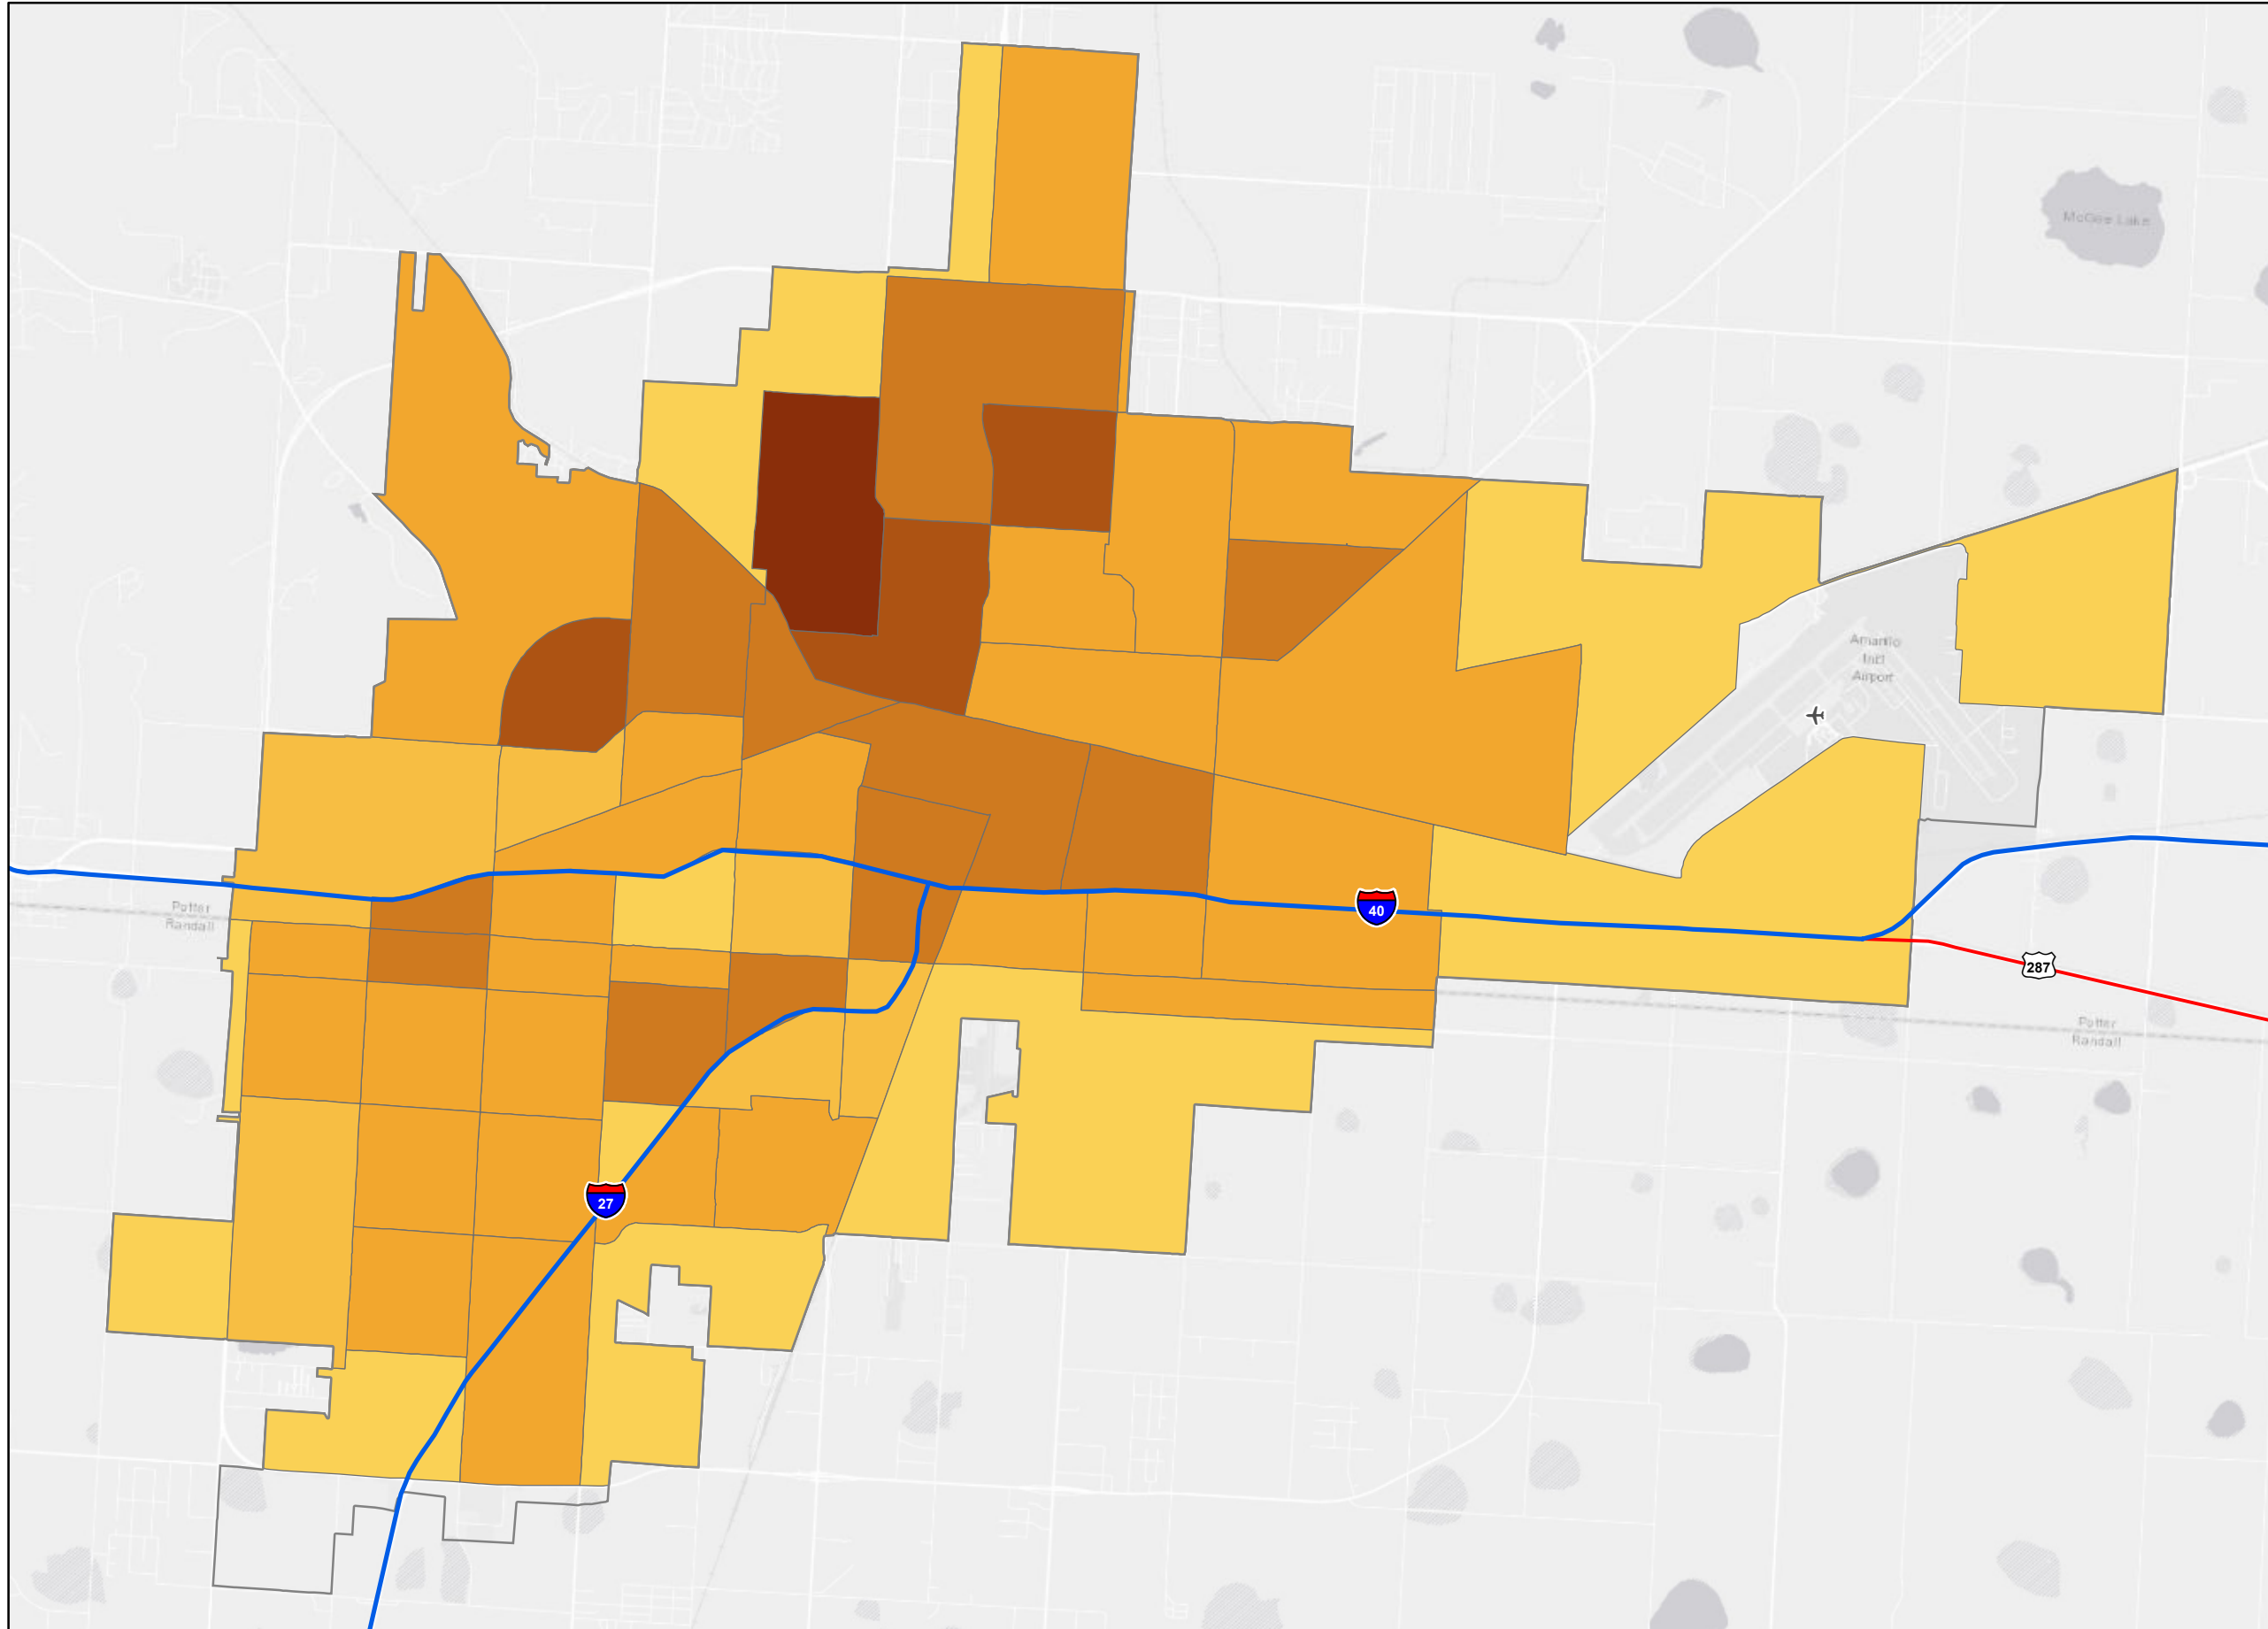 McGee Lake
Amarillo
Intl
Airport
Potter
Randall
40
287
Potter
Randall
27